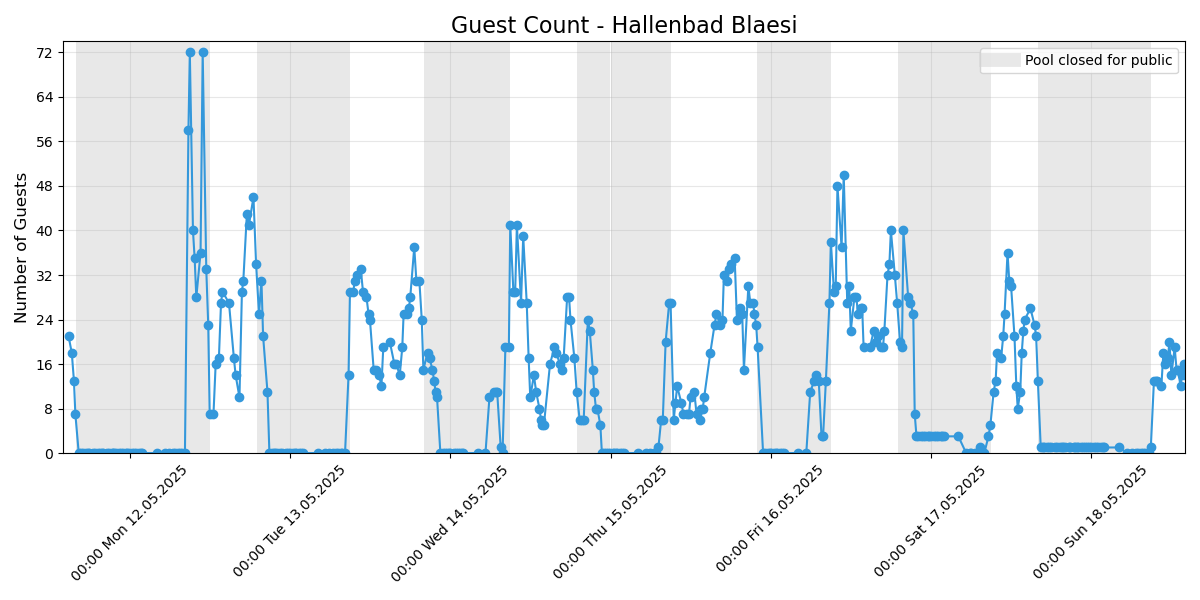 Guest Count - Hallenbad Blaesi
Pool closed for public
Number of Guests
72
64
56
48
40
32
24
16
8
0
00:00 Mon 12.05.2025
00:00 Tue 13.05.2025
00:00 Wed 14.05.2025
00:00 Thu 15.05.2025
00:00 Fri 16.05.2025
00:00 Sat 17.05.2025
00:00 Sun 18.05.2025